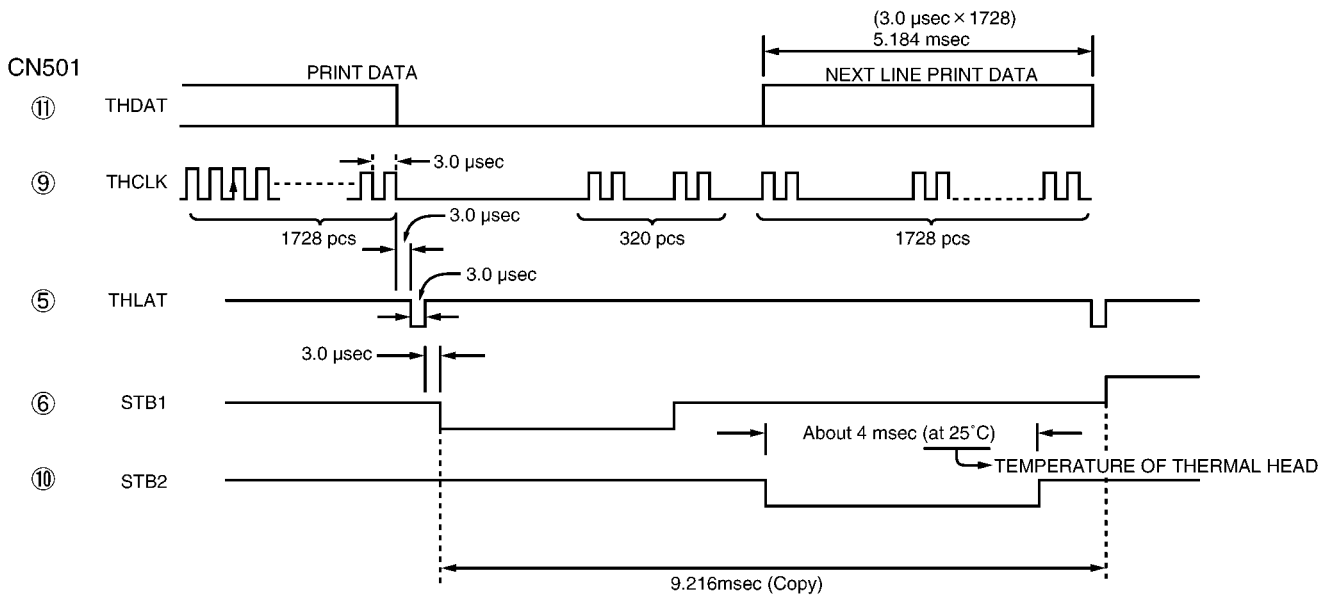 (3.0 μsec × 1728)
5.184 msec
CN501
PRINT DATA
NEXT LINE PRINT DATA
⑪ THDAT
3.0 μsec
⑨ THCLK
3.0 μsec
1728 pcs
320 pcs
1728 pcs
3.0 μsec
⑤ THLAT
3.0 μsec
⑥ STB1
About 4 msec (at 25°C)
TEMPERATURE OF THERMAL HEAD
⑩ STB2
9.216msec (Copy)